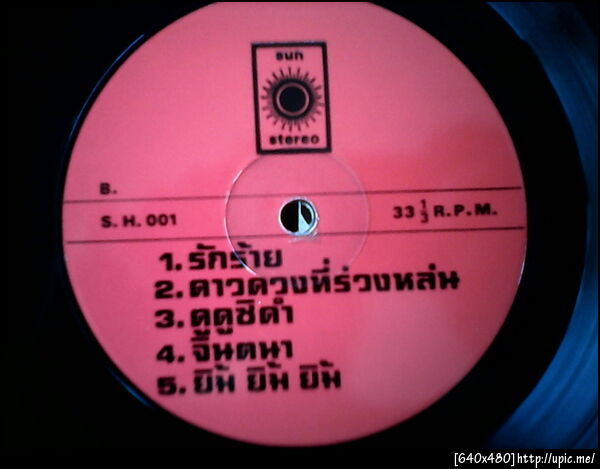 sun
stereo
B.
S. H. 001
33 1/3 R.P.M.
1. รักร้าย
2. ดาวดวงที่ร่วงหล่น
3. ดูดูซิดำ
4. จินตนา
5. ยิ้ม ยิ้ม ยิ้ม
[640x480]http://upic.me/